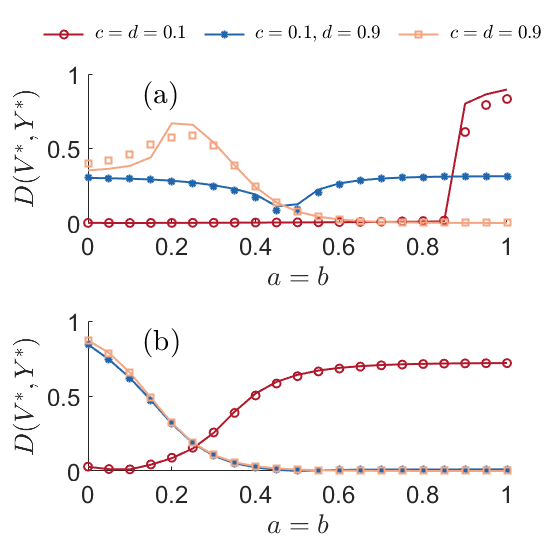 c = d = 0.1 c = 0.1, d = 0.9 c = d = 0.9
(a)
D(V*, Y*)
1
0.5
0
0 0.2 0.4 0.6 0.8 1
a = b
(b)
D(V*, Y*)
1
0.5
0
0 0.2 0.4 0.6 0.8 1
a = b